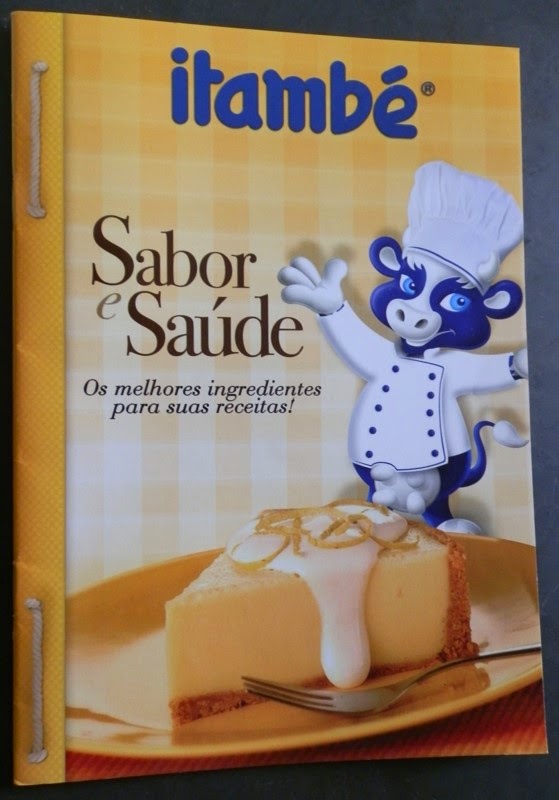 itambé®
Sabor
e
Saúde
Os melhores ingredientes
para suas receitas!